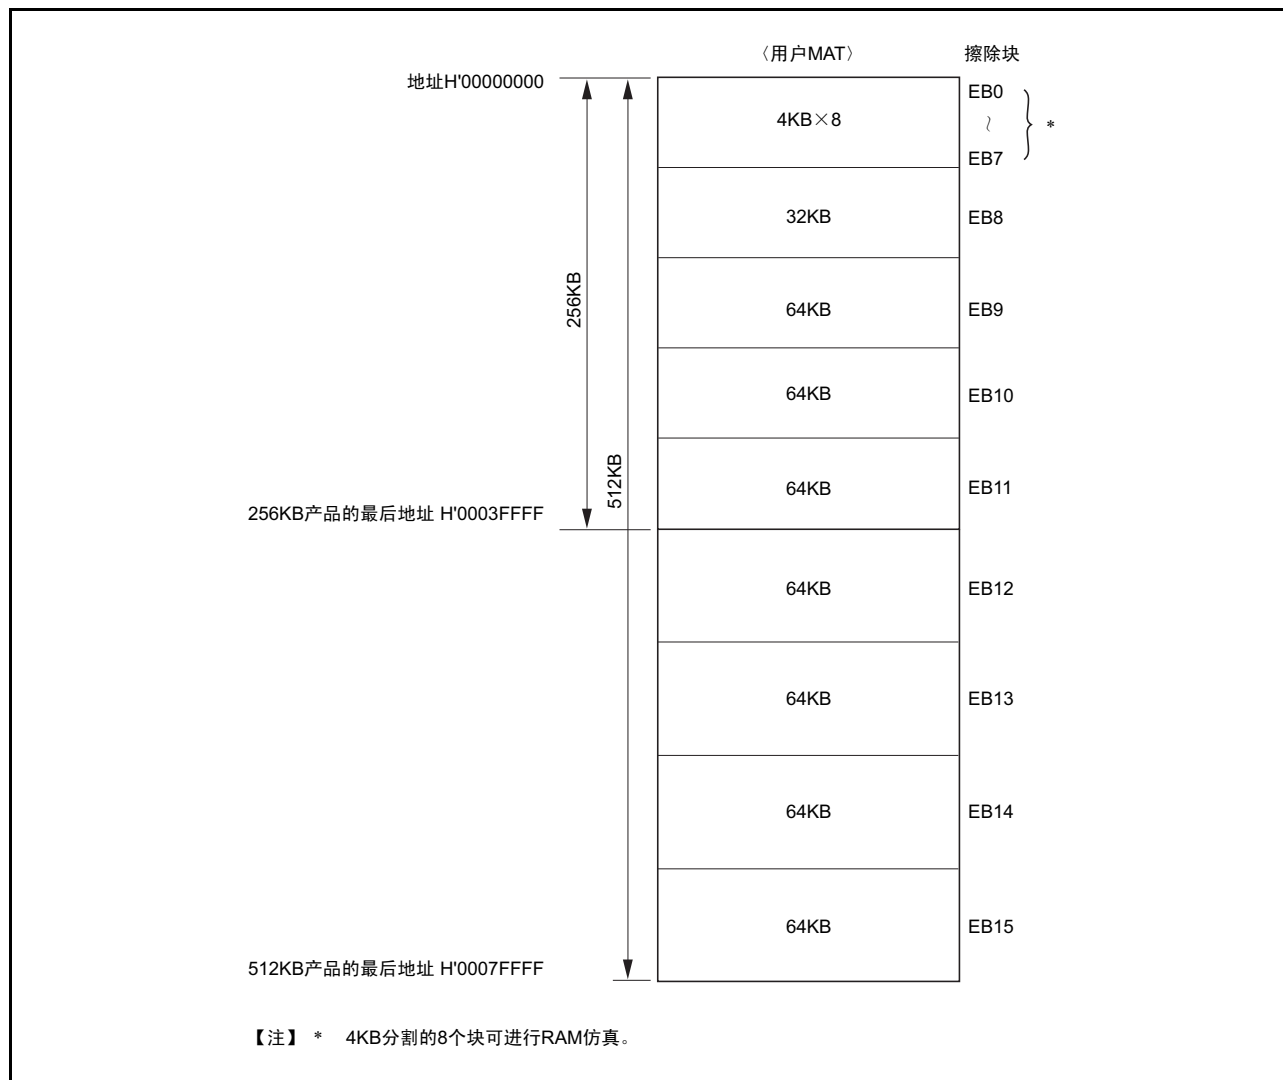 〈用户MAT〉 擦除块
地址H'00000000
EB0
4KB×8
~
*
EB7
32KB EB8
256KB
64KB EB9
64KB EB10
512KB
64KB EB11
256KB产品的最后地址 H'0003FFFF
64KB EB12
64KB EB13
64KB EB14
64KB EB15
512KB产品的最后地址 H'0007FFFF
【注】 * 4KB分割的8个块可进行RAM仿真。